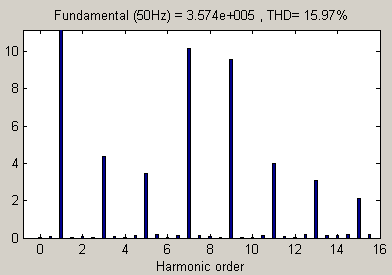 Fundamental (50Hz) = 3.574e+005 , THD= 15.97%
10
8
6
4
2
0
0 2 4 6 8 10 12 14 16
Harmonic order